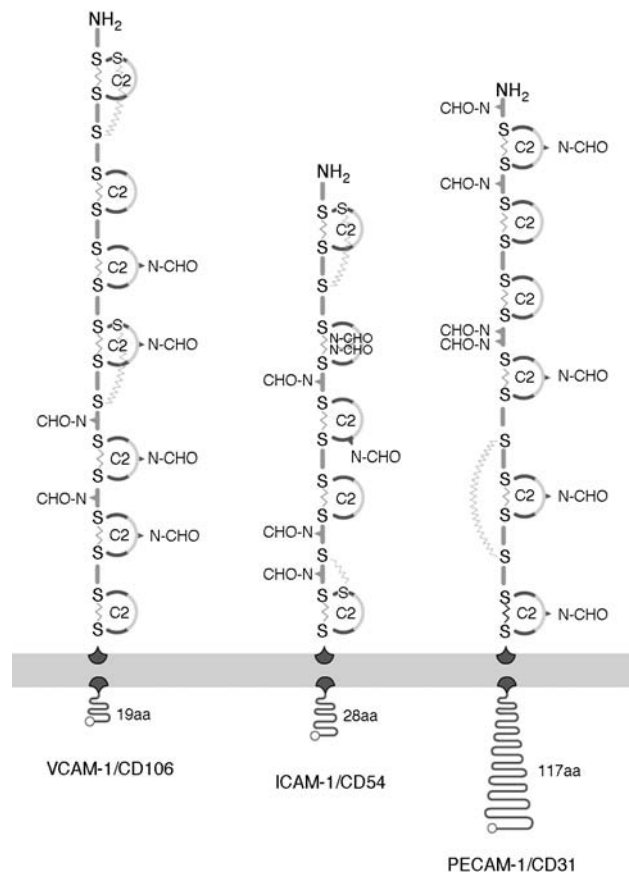 NH₂
S S
C2
S
S
S
C2
S
S
C2 N-CHO
S
S S
C2 N-CHO
S
S
CHO-N
S
C2 N-CHO
S
CHO-N
S
C2 N-CHO
S
S
C2
S
19aa
VCAM-1/CD106
NH₂
S S
C2
S
S
S
N-CHO
N-CHO
S
CHO-N
S
C2
S
N-CHO
S
C2
S
CHO-N
S
CHO-N
S S
C2
S
28aa
ICAM-1/CD54
NH₂
CHO-N
S
C2 N-CHO
S
CHO-N
S
C2
S
S
C2
S
CHO-N
CHO-N
S
C2 N-CHO
S
S
S
C2 N-CHO
S
S
S
C2 N-CHO
S
117aa
PECAM-1/CD31